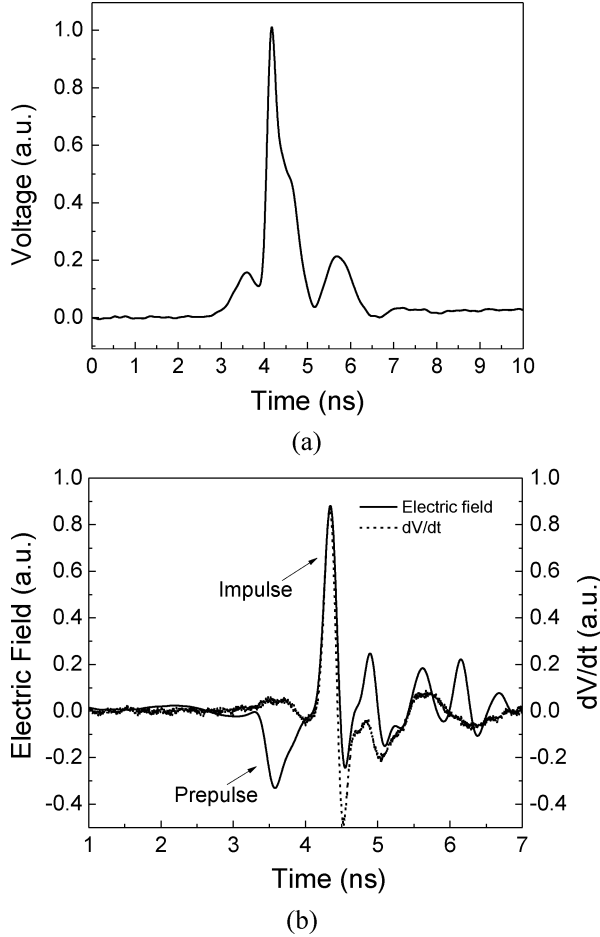 1.0
0.8
0.6
0.4
0.2
0.0
Voltage (a.u.)
0 1 2 3 4 5 6 7 8 9 10
Time (ns)
(a)
1.0 1.0
0.8 0.8
0.6 0.6
0.4 0.4
0.2 0.2
0.0 0.0
-0.2 -0.2
-0.4 -0.4
Electric Field (a.u.)
dV/dt (a.u.)
Electric field
dV/dt
Impulse
Prepulse
1 2 3 4 5 6 7
Time (ns)
(b)